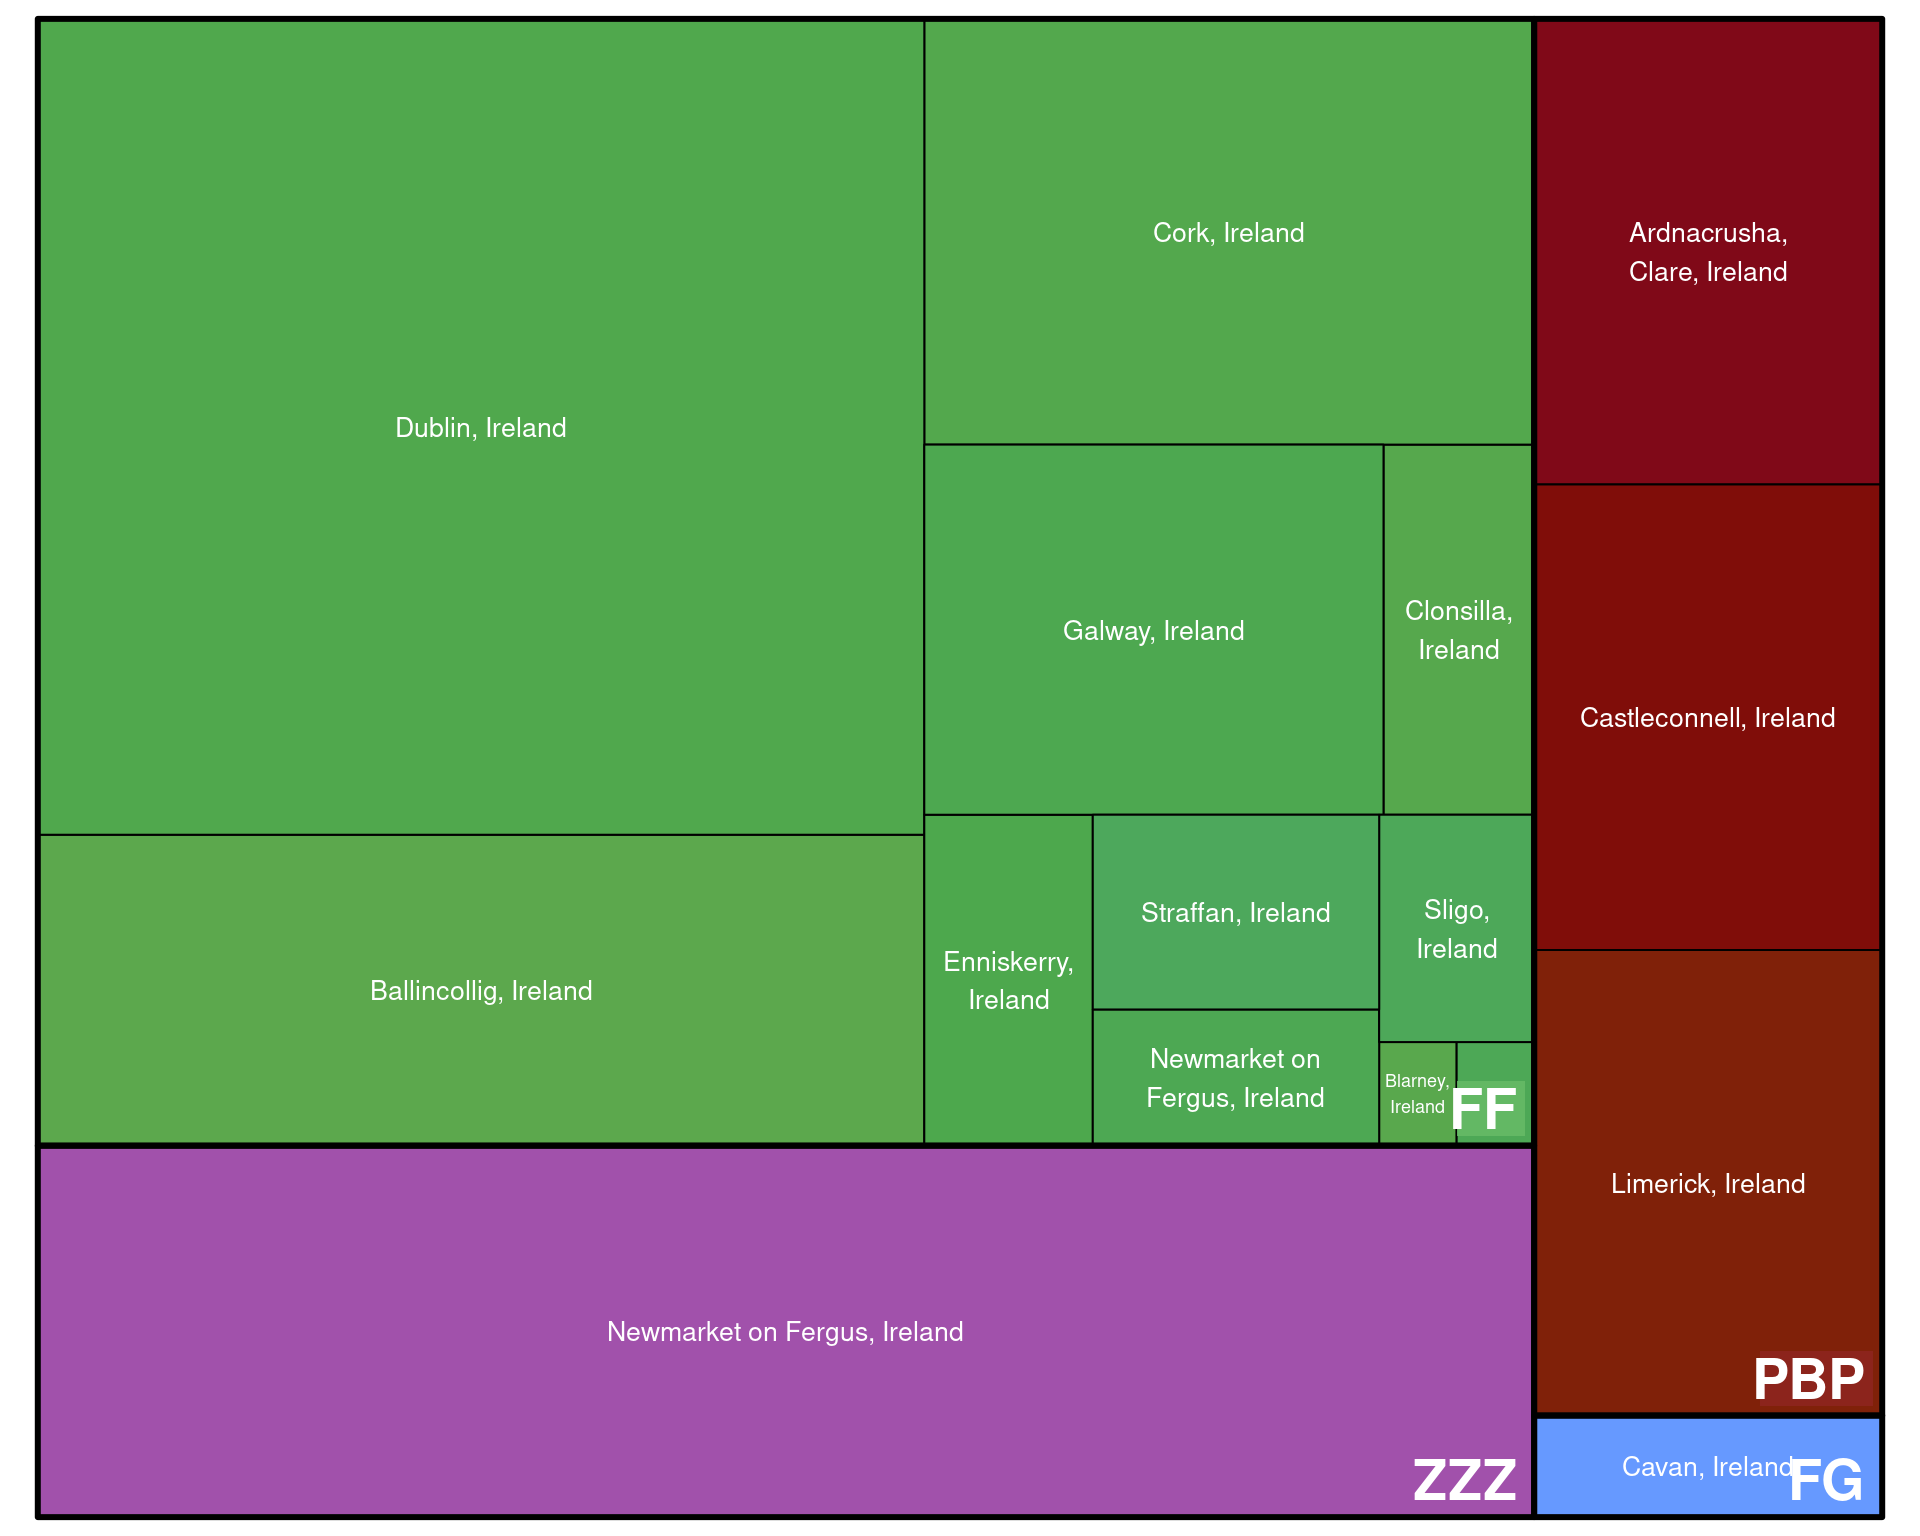 Dublin, Ireland
Ballincollig, Ireland
Cork, Ireland
Galway, Ireland
Clonsilla,
Ireland
Enniskerry,
Ireland
Straffan, Ireland
Newmarket on
Fergus, Ireland
Sligo,
Ireland
Blarney,
Ireland
FF
Newmarket on Fergus, Ireland
ZZZ
Ardnacrusha,
Clare, Ireland
Castleconnell, Ireland
Limerick, Ireland
PBP
Cavan, Ireland
FG